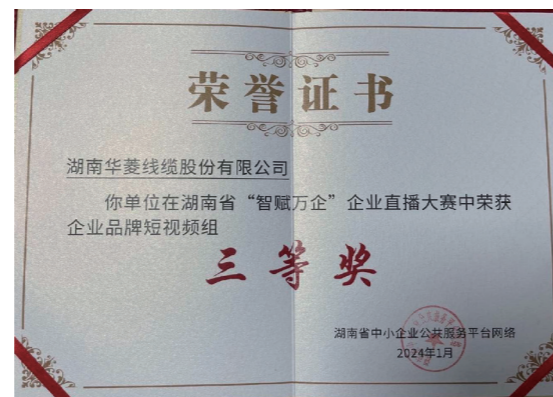 荣誉证书
湖南华菱线缆股份有限公司
你单位在湖南省“智赋万企”企业直播大赛中荣获
企业品牌短视频组
三等奖
湖南省中小企业公共服务平台网络
2024年1月